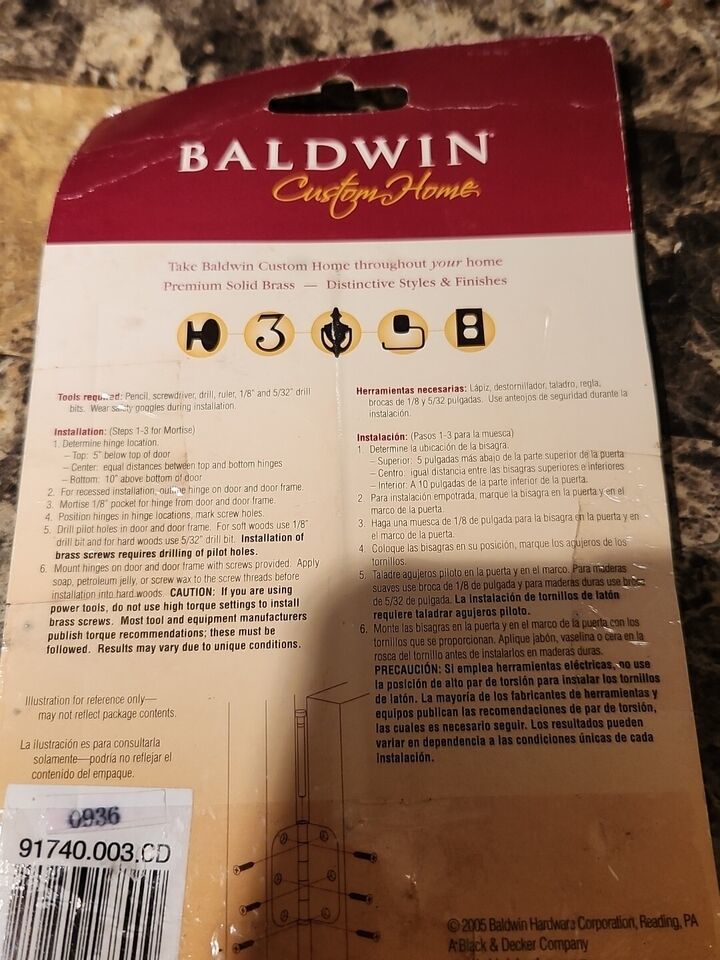 BALDWIN
Custom Home
Take Baldwin Custom Home throughout your home
Premium Solid Brass — Distinctive Styles & Finishes
3
Tools required: Pencil, screwdriver, drill, ruler, 1/8" and 5/32" drill
bits. Wear safety goggles during installation.
Installation: (Steps 1-3 for Mortise)
1. Determine hinge location.
– Top: 5" below top of door
– Center: equal distances between top and bottom hinges
– Bottom: 10" above bottom of door
2. For recessed installation, outline hinge on door and door frame.
3. Mortise 1/8" pocket for hinge from door and door frame.
4. Position hinges in hinge locations, mark screw holes.
5. Drill pilot holes in door and door frame. For soft woods use 1/8"
drill bit and for hard woods use 5/32" drill bit. Installation of
brass screws requires drilling of pilot holes.
6. Mount hinges on door and door frame with screws provided. Apply
soap, petroleum jelly, or screw wax to the screw threads before
installation into hard woods. CAUTION: If you are using
power tools, do not use high torque settings to install
brass screws. Most tool and equipment manufacturers
publish torque recommendations; these must be
followed. Results may vary due to unique conditions.
Illustration for reference only—
may not reflect package contents.
La ilustración es para consultarla
solamente—podría no reflejar el
contenido del empaque.
Herramientas necesarias: Lápiz, destornillador, taladro, regla,
brocas de 1/8 y 5/32 pulgadas. Use anteojos de seguridad durante la
instalación.
Instalación: (Pasos 1-3 para la muesca)
1. Determine la ubicación de la bisagra.
– Superior: 5 pulgadas más abajo de la parte superior de la puerta
– Centro: igual distancia entre las bisagras superiores e inferiores
– Inferior: A 10 pulgadas de la parte inferior de la puerta.
2. Para instalación empotrada, marque la bisagra en la puerta y en el
marco de la puerta.
3. Haga una muesca de 1/8 de pulgada para la bisagra en la puerta y en
el marco de la puerta.
4. Coloque las bisagras en su posición, marque los agujeros de los
tornillos.
5. Taladre agujeros piloto en la puerta y en el marco. Para maderas
suaves use broca de 1/8 de pulgada y para maderas duras use broca
de 5/32 de pulgada. La instalación de tornillos de latón
requiere taladrar agujeros piloto.
6. Monte las bisagras en la puerta y en el marco de la puerta con los
tornillos que se proporcionan. Aplique jabón, vaselina o cera en la
rosca del tornillo antes de instalarlos en maderas duras.
PRECAUCIÓN: Si emplea herramientas eléctricas, no use
la posición de alto par de torsión para instalar los tornillos
de latón. La mayoría de los fabricantes de herramientas y
equipos publican las recomendaciones de par de torsión,
las cuales es necesario seguir. Los resultados pueden
variar en dependencia a las condiciones únicas de cada
instalación.
0936
91740.003.CD
© 2005 Baldwin Hardware Corporation, Reading, PA
A Black & Decker Company